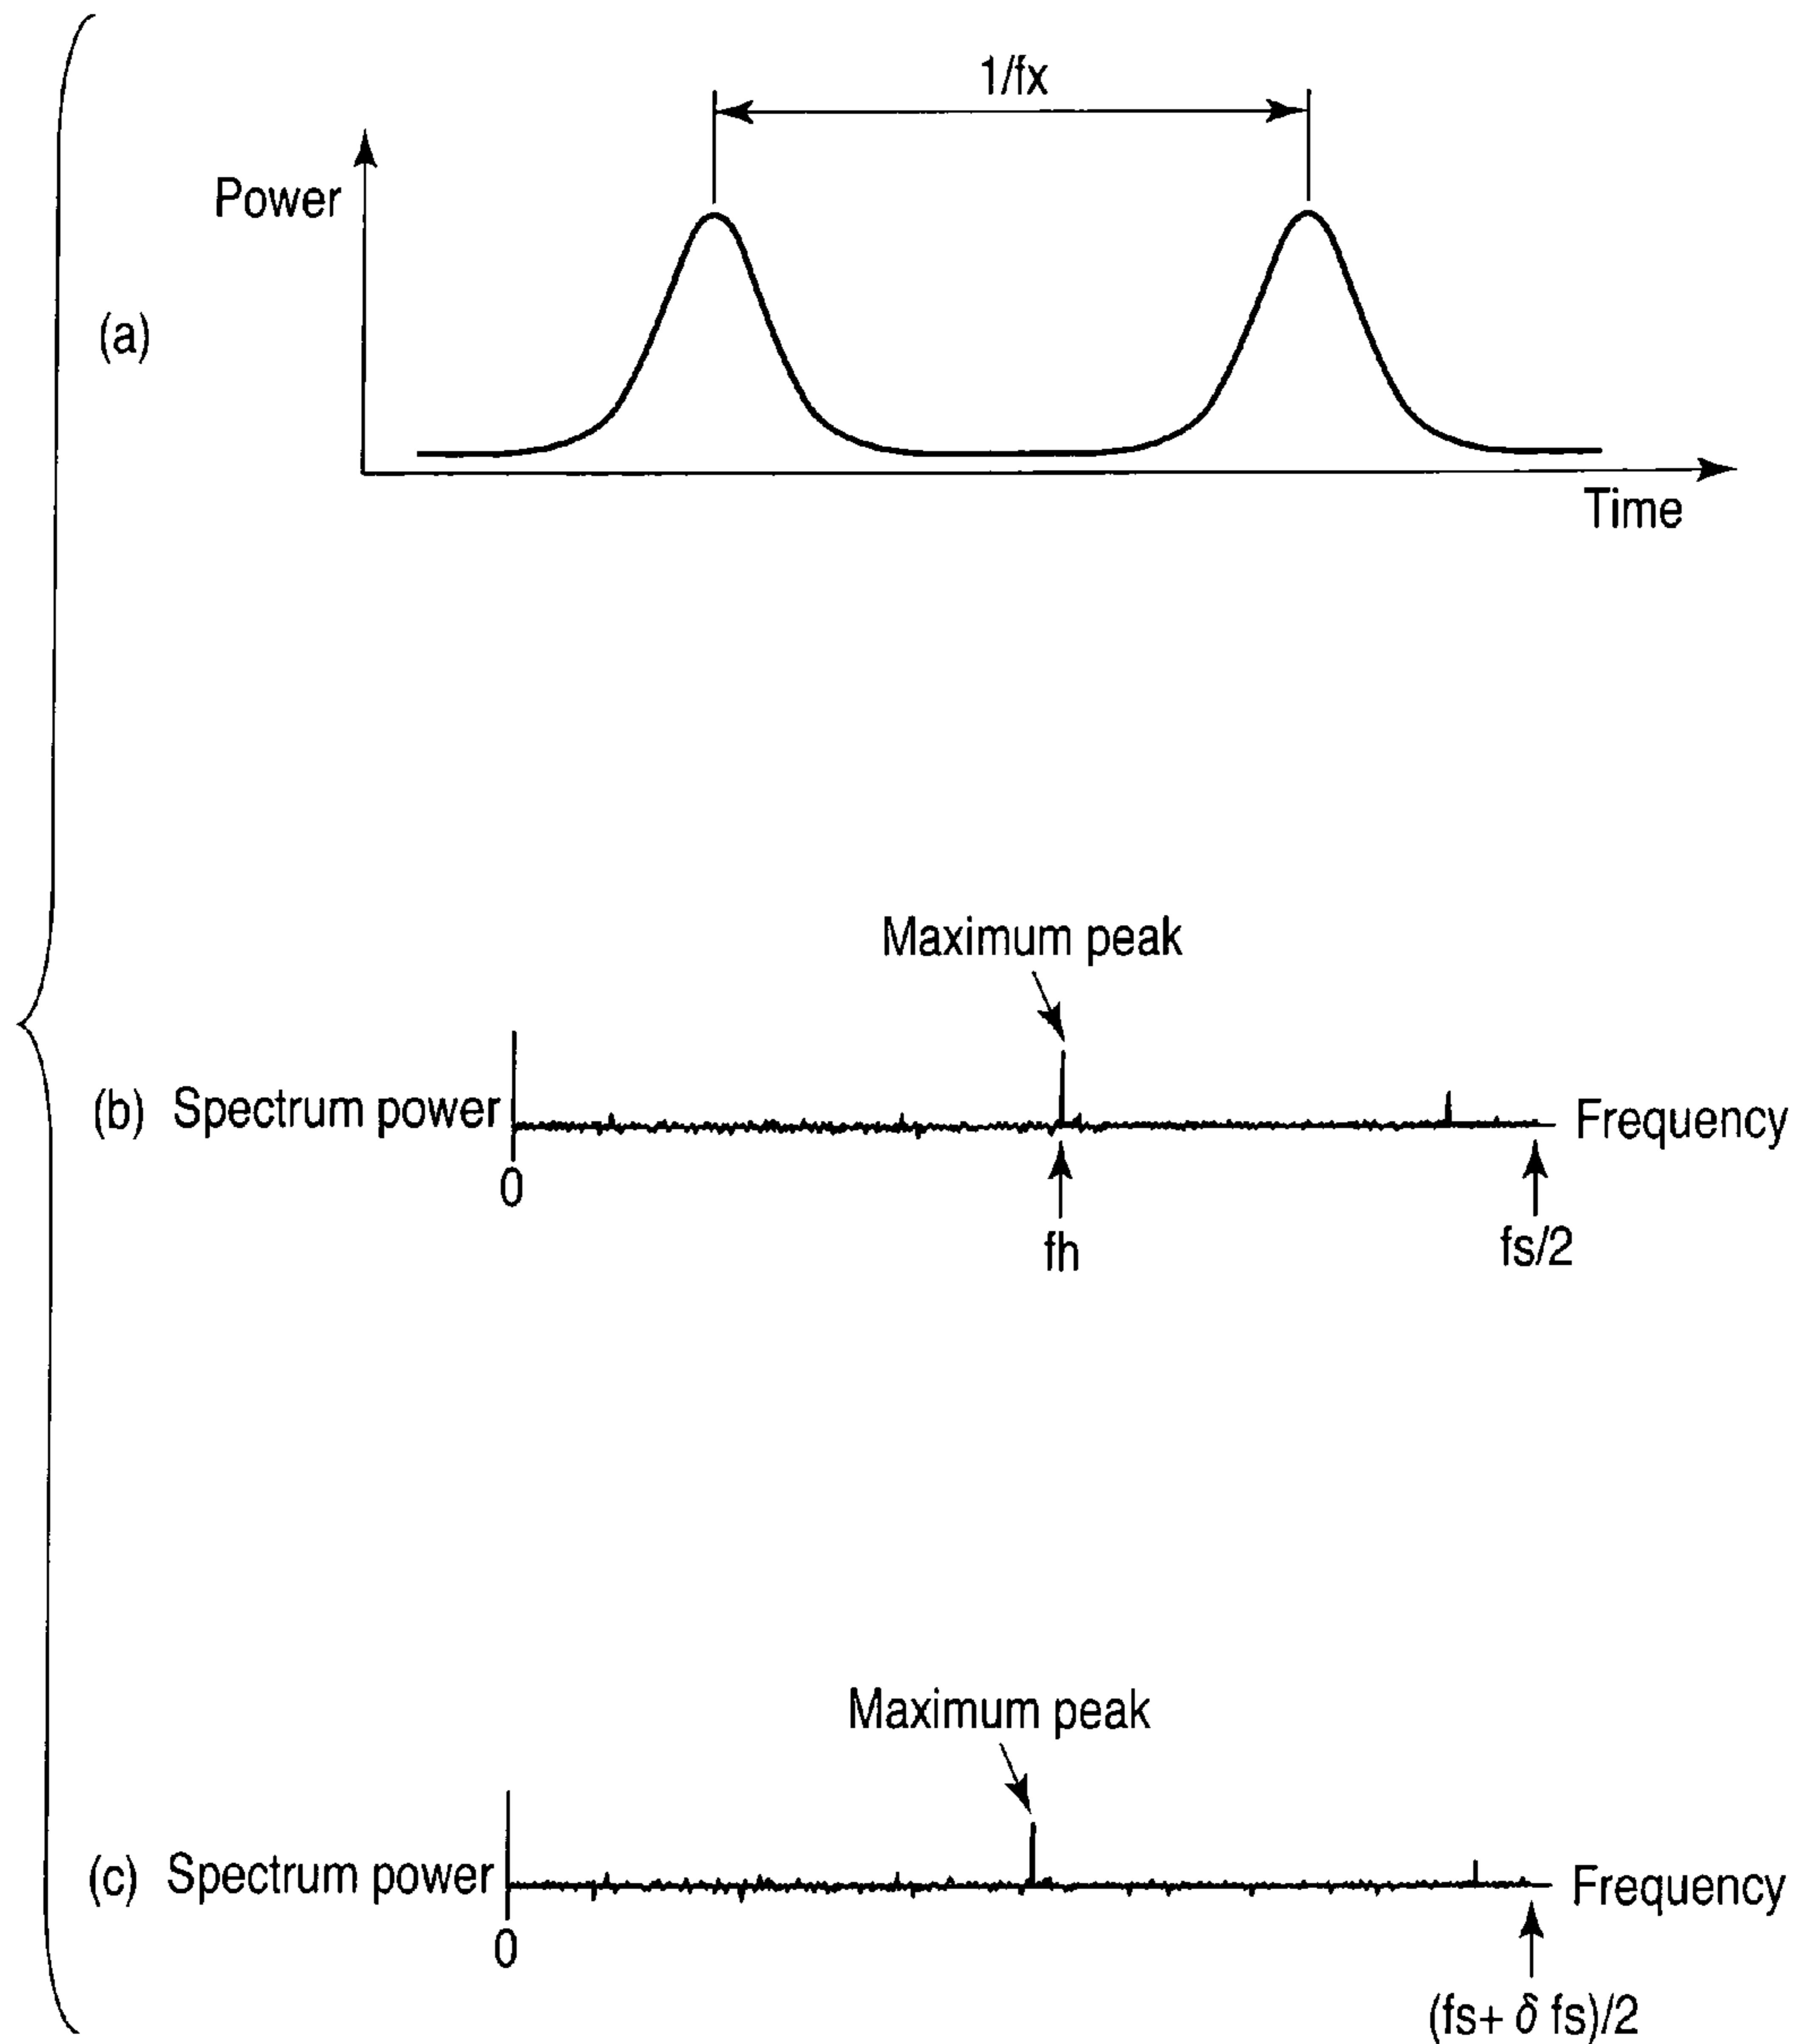 1/fx
Power
(a)
Time
Maximum peak
(b) Spectrum power
Frequency
0
fh
fs/2
Maximum peak
(c) Spectrum power
Frequency
0
(fs+ δ fs)/2